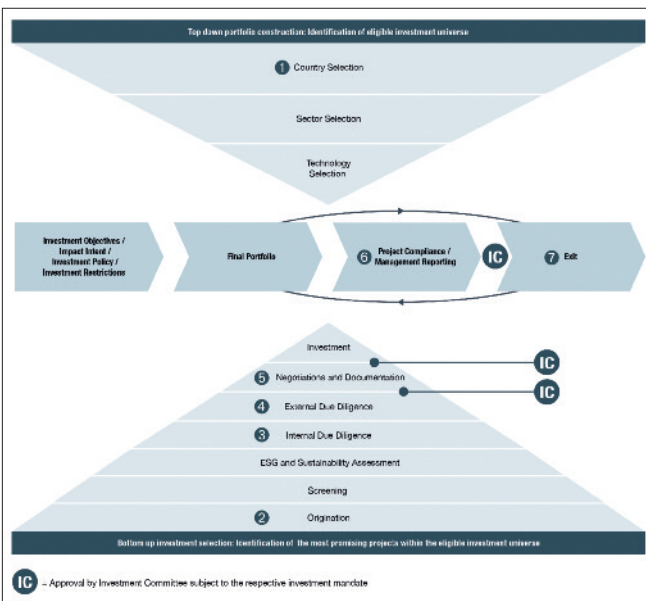 Top down portfolio construction: Identification of eligible investment universe
1 Country Selection
Sector Selection
Technology
Selection
Investment Objectives /
Impact Intent /
Investment Policy /
Investment Restrictions
Final Portfolio
6 Project Compliance /
Management Reporting
IC
7 Exit
Investment
IC
5 Negotiations and Documentation
IC
4 External Due Diligence
3 Internal Due Diligence
ESG and Sustainability Assessment
Screening
2 Origination
Bottom up investment selection: Identification of the most promising projects within the eligible investment universe
IC = Approval by Investment Committee subject to the respective investment mandate